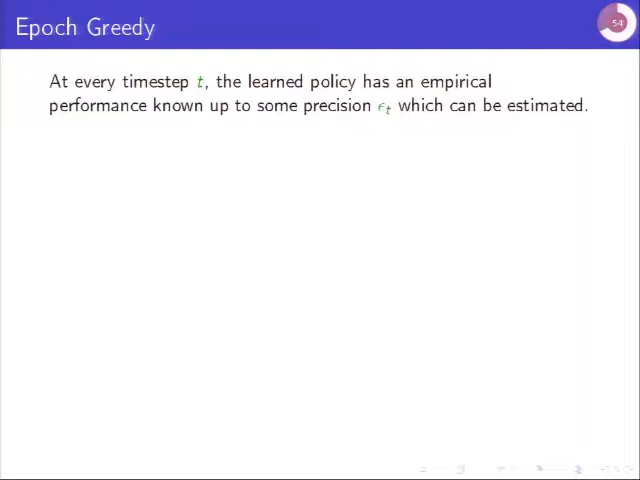 Epoch Greedy
54
At every timestep t, the learned policy has an empirical
performance known up to some precision ϵₜ which can be estimated.